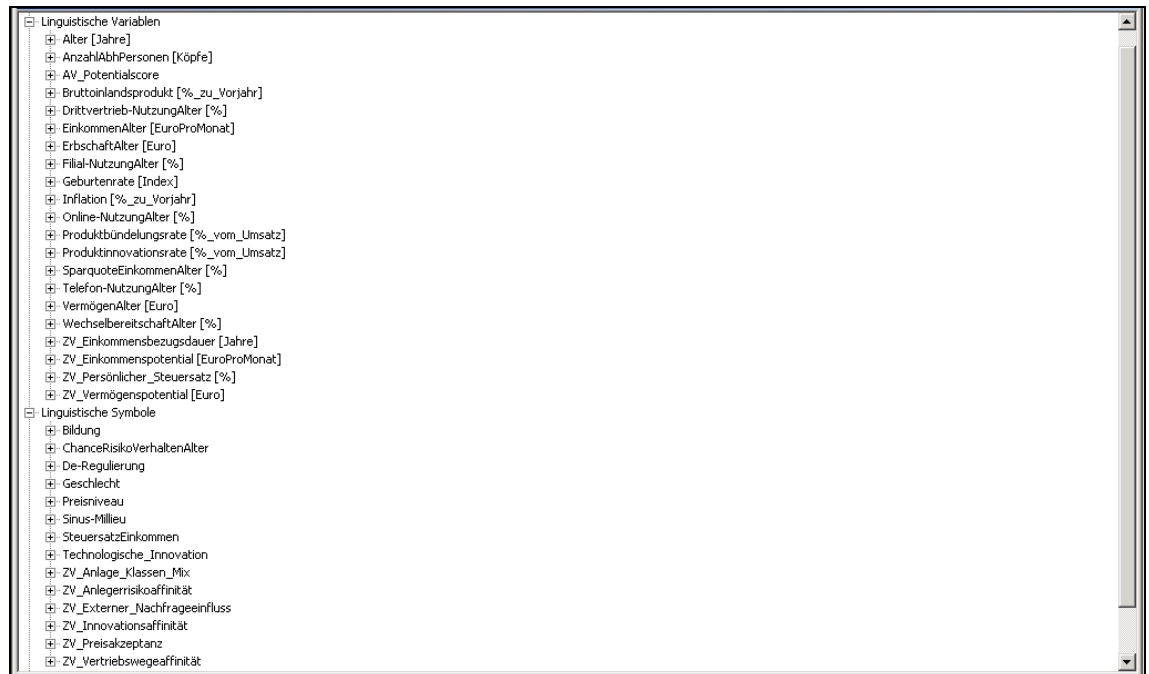 Linguistische Variablen
Alter [Jahre]
AnzahlAbhPersonen [Köpfe]
AV_Potentialscore
Bruttoinlandsprodukt [%_zu_Vorjahr]
Drittvertrieb-NutzungAlter [%]
EinkommenAlter [EuroProMonat]
ErbschaftAlter [Euro]
Filial-NutzungAlter [%]
Geburtenrate [Index]
Inflation [%_zu_Vorjahr]
Online-NutzungAlter [%]
Produktbündelungsrate [%_vom_Umsatz]
Produktinnovationsrate [%_vom_Umsatz]
SparquoteEinkommenAlter [%]
Telefon-NutzungAlter [%]
VermögenAlter [Euro]
WechselbereitschaftAlter [%]
ZV_Einkommensbezugsdauer [Jahre]
ZV_Einkommenspotential [EuroProMonat]
ZV_Persönlicher_Steuersatz [%]
ZV_Vermögenspotential [Euro]
Linguistische Symbole
Bildung
ChanceRisikoVerhaltenAlter
De-Regulierung
Geschlecht
Preisniveau
Sinus-Millieu
SteuersatzEinkommen
Technologische_Innovation
ZV_Anlage_Klassen_Mix
ZV_Anlegerrisikoaffinität
ZV_Externer_Nachfrageeinfluss
ZV_Innovationsaffinität
ZV_Preisakzeptanz
ZV_Vertriebswegeaffinität